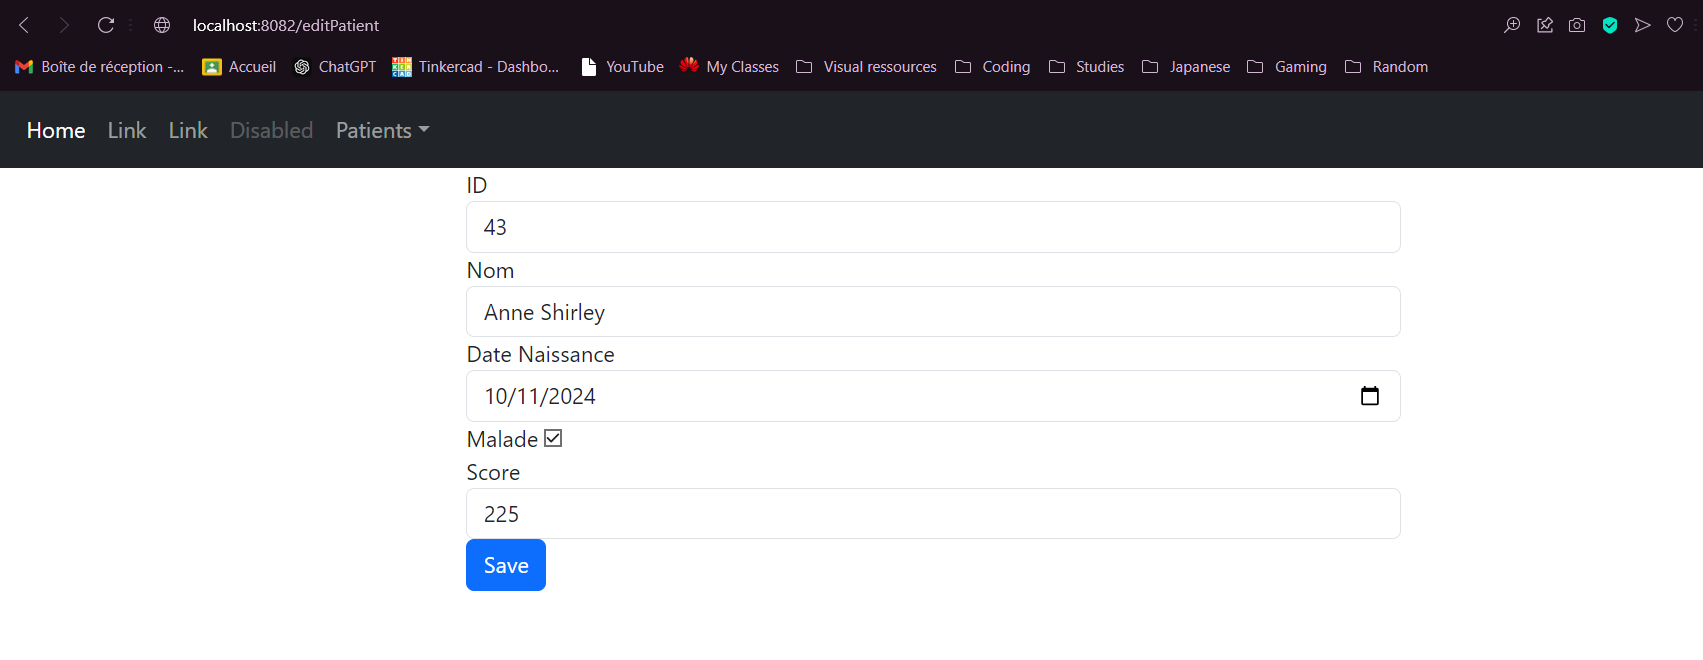 localhost:8082/editPatient
Boîte de réception -... Accueil ChatGPT Tinkercad - Dashbo... YouTube My Classes Visual ressources Coding Studies Japanese Gaming Random
Home Link Link Disabled Patients
ID
43
Nom
Anne Shirley
Date Naissance
10/11/2024
Malade
Score
225
Save